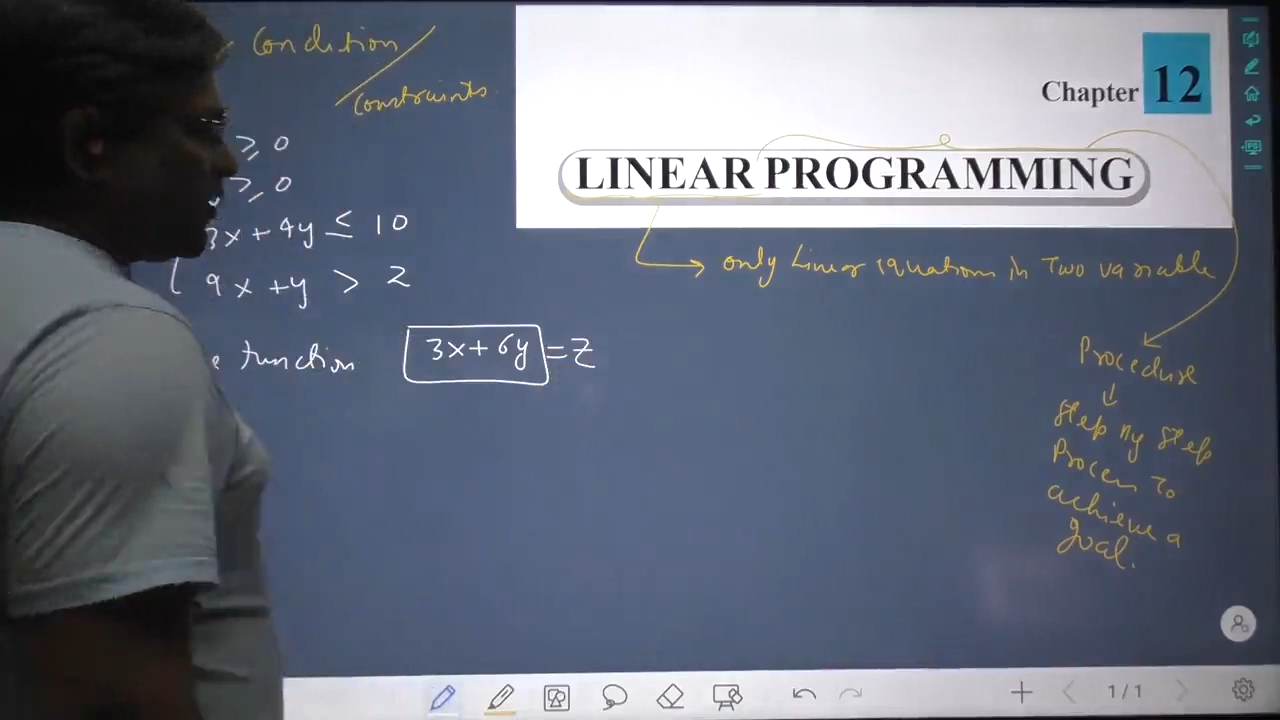 Condition/
constraints
≥ 0
≥ 0
3x + 4y ≤ 10
9x + y > 2
function 3x + 6y = Z
Chapter 12
LINEAR PROGRAMMING
only Linear equation in Two variable
Procedure
Step by Step
Process To
achieve a
Goal.
1/1